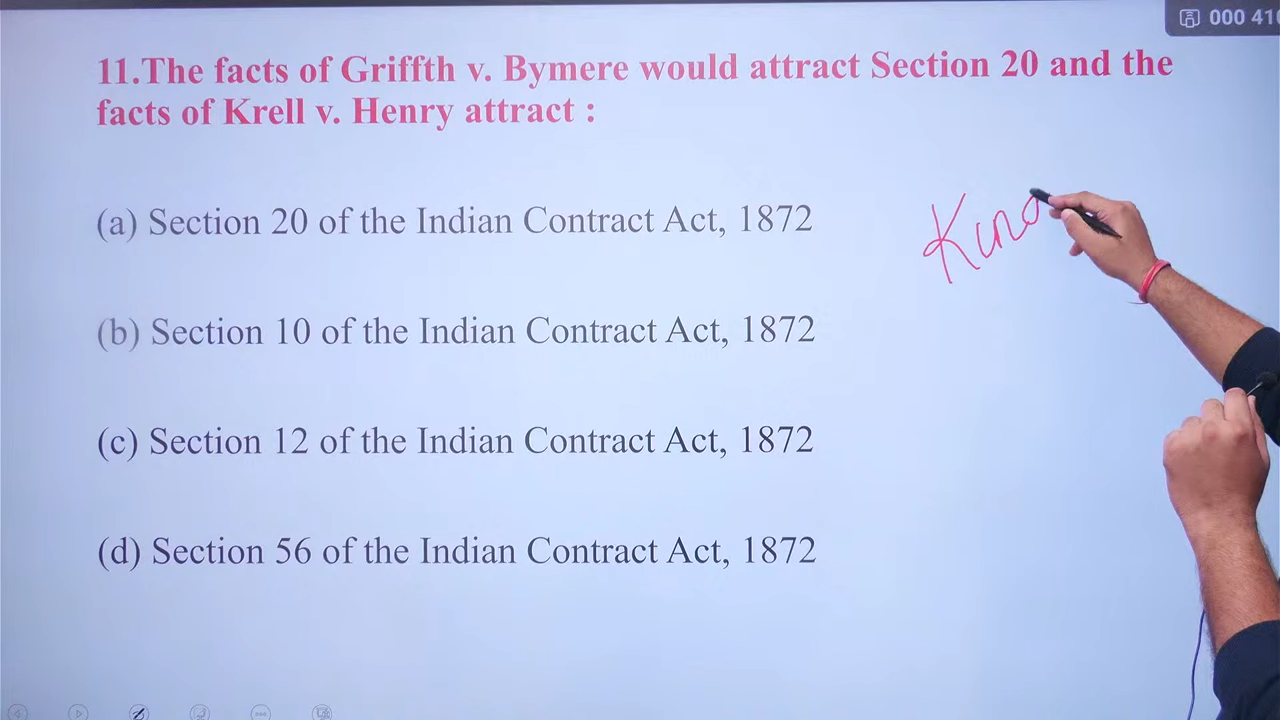 000 410
11.The facts of Griffth v. Bymere would attract Section 20 and the
facts of Krell v. Henry attract :
(a) Section 20 of the Indian Contract Act, 1872
(b) Section 10 of the Indian Contract Act, 1872
(c) Section 12 of the Indian Contract Act, 1872
(d) Section 56 of the Indian Contract Act, 1872